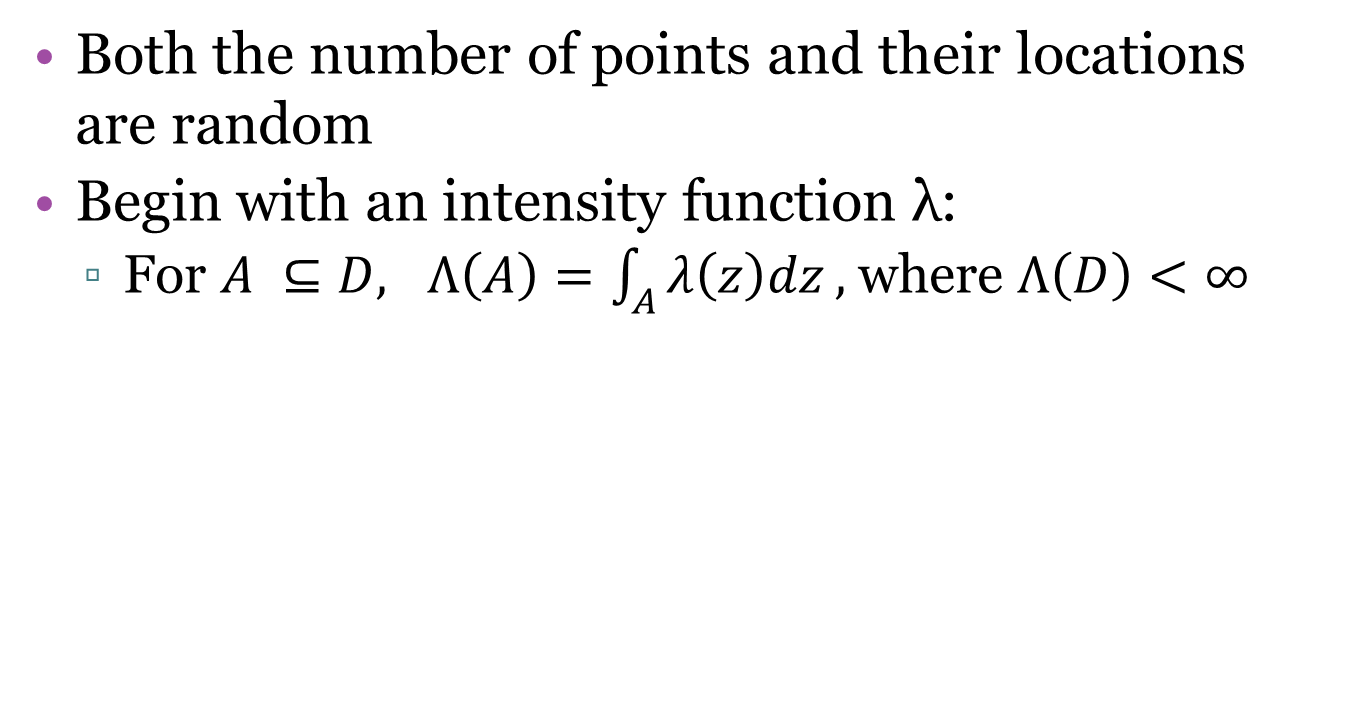 • Both the number of points and their locations
are random
• Begin with an intensity function λ:
▫ For A ⊆ D, Λ(A) = ∫_A λ(z)dz , where Λ(D) < ∞